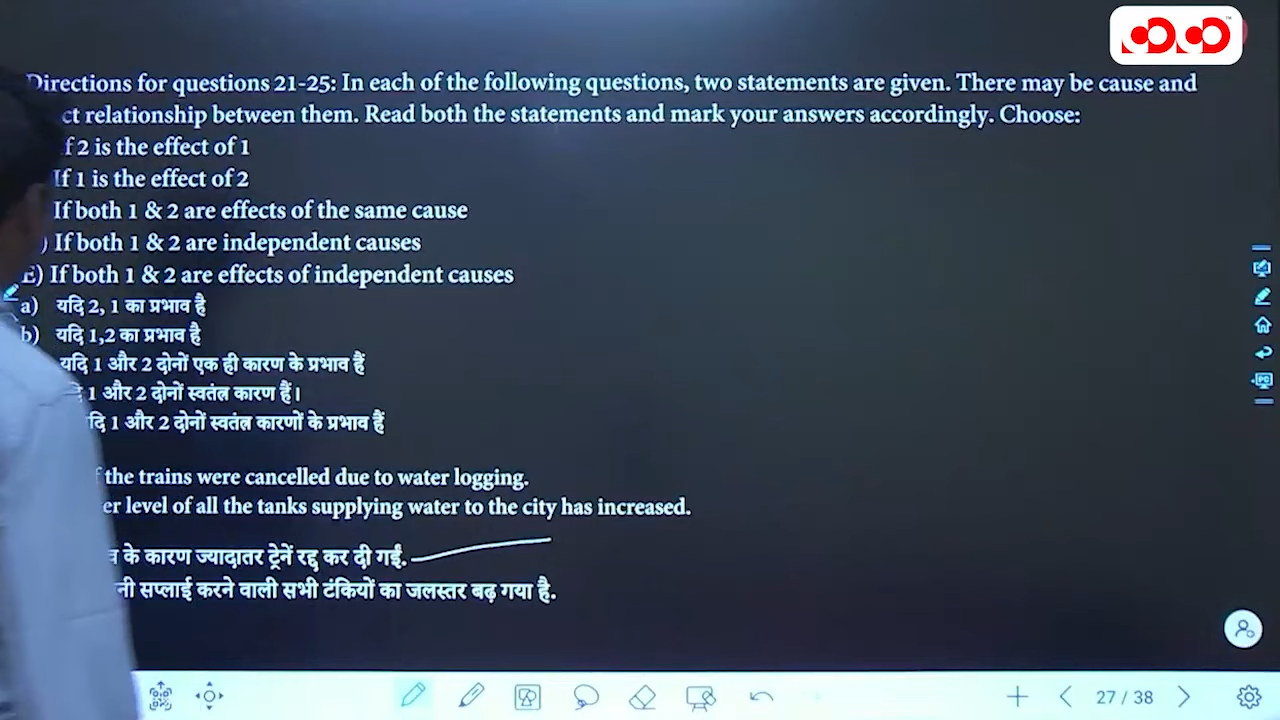 Directions for questions 21-25: In each of the following questions, two statements are given. There may be cause and
relationship between them. Read both the statements and mark your answers accordingly. Choose:
If 2 is the effect of 1
If 1 is the effect of 2
If both 1 & 2 are effects of the same cause
) If both 1 & 2 are independent causes
E) If both 1 & 2 are effects of independent causes
a) यदि 2, 1 का प्रभाव है
b) यदि 1,2 का प्रभाव है
यदि 1 और 2 दोनों एक ही कारण के प्रभाव हैं
1 और 2 दोनों स्वतंत्र कारण हैं।
1 और 2 दोनों स्वतंत्र कारणों के प्रभाव हैं
the trains were cancelled due to water logging.
level of all the tanks supplying water to the city has increased.
के कारण ज्यादातर ट्रेनें रद्द कर दी गईं.
सप्लाई करने वाली सभी टंकियों का जलस्तर बढ़ गया है.
PC
27 / 38